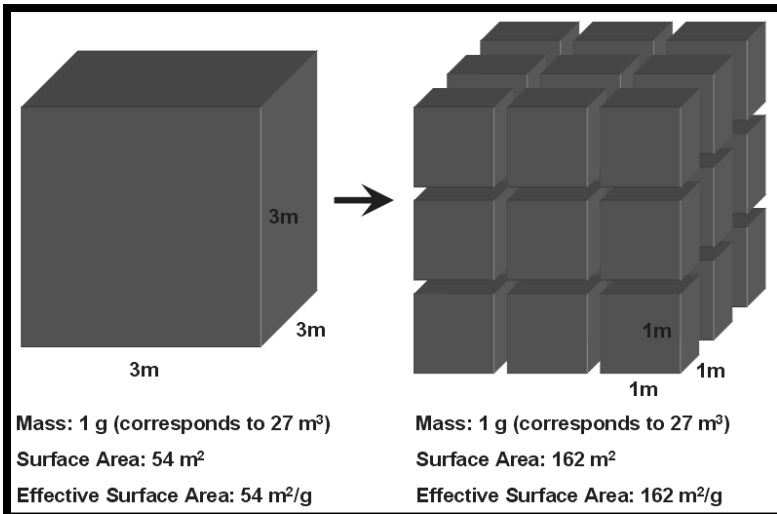 3m
3m
3m
1m
1m
1m
Mass: 1 g (corresponds to 27 m³)
Surface Area: 54 m²
Effective Surface Area: 54 m²/g
Mass: 1 g (corresponds to 27 m³)
Surface Area: 162 m²
Effective Surface Area: 162 m²/g